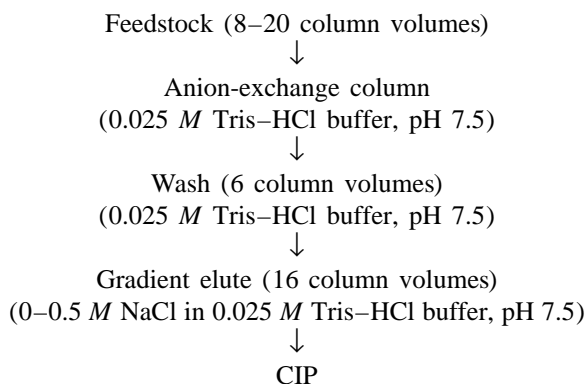 Feedstock (8–20 column volumes)
↓
Anion-exchange column
(0.025 M Tris–HCl buffer, pH 7.5)
↓
Wash (6 column volumes)
(0.025 M Tris–HCl buffer, pH 7.5)
↓
Gradient elute (16 column volumes)
(0–0.5 M NaCl in 0.025 M Tris–HCl buffer, pH 7.5)
↓
CIP